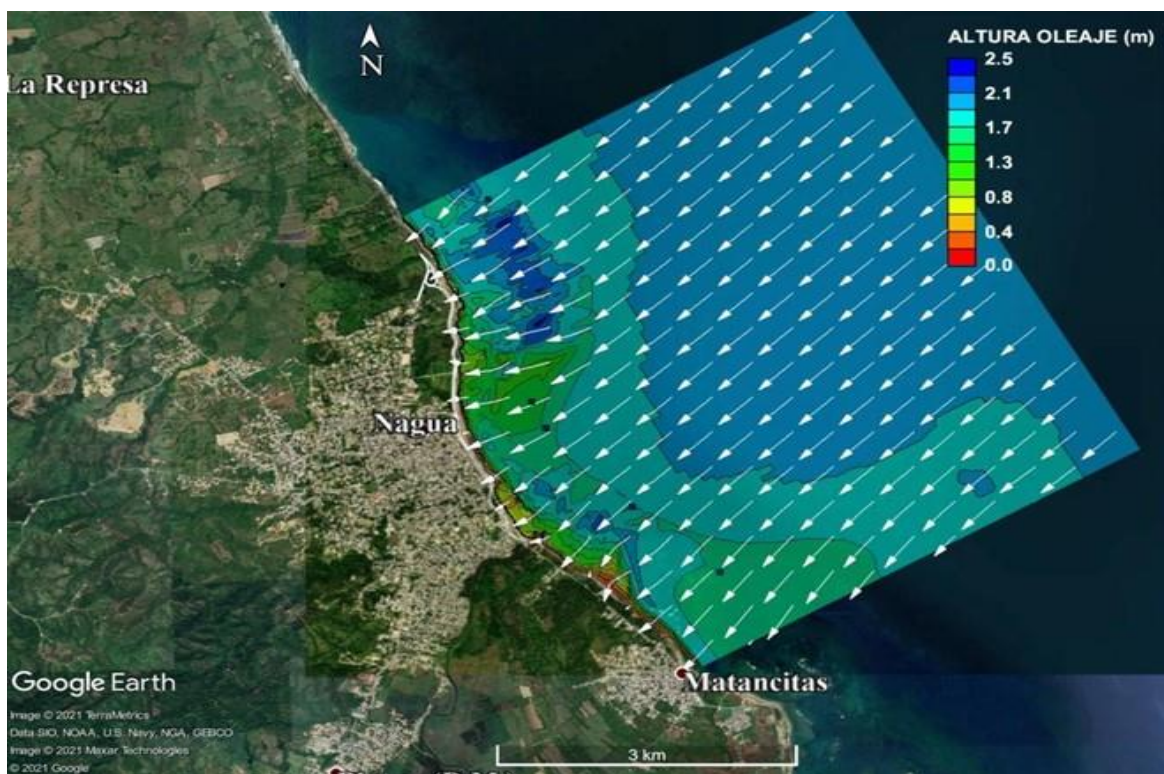 ALTURA OLEAJE (m)
2.5
2.1
1.7
1.3
0.8
0.4
0.0
N
La Represa
Nagua
Matancitas
Google Earth
Image © 2021 TerraMetrics
Data SIO, NOAA, U.S. Navy, NGA, GEBCO
Image © 2021 Maxar Technologies
© 2021 Google
3 km